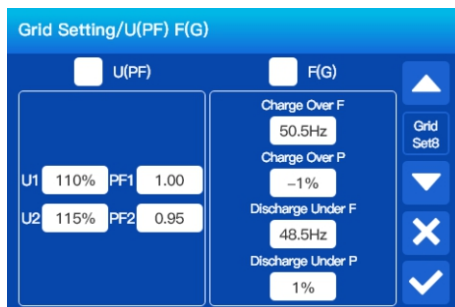 Grid Setting/U(PF) F(G)
U(PF)
F(G)
Charge Over F
50.5Hz
Charge Over P
–1%
Discharge Under F
48.5Hz
Discharge Under P
1%
U1 110% PF1 1.00
U2 115% PF2 0.95
Grid
Set8